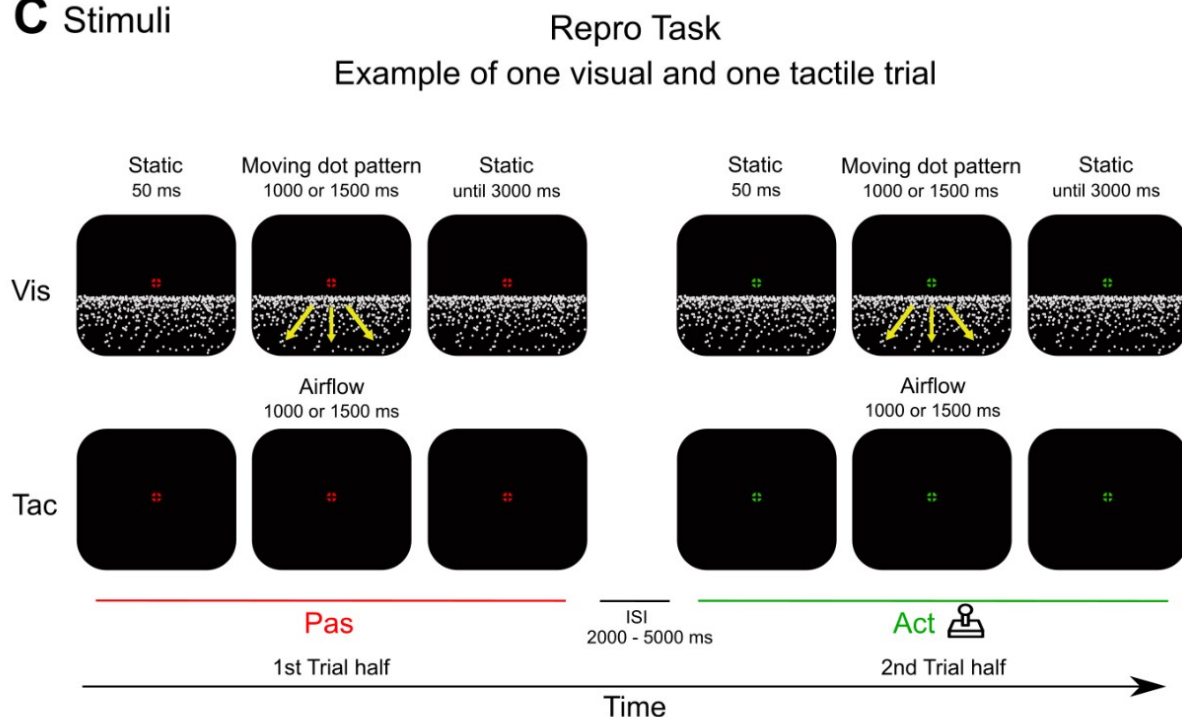 C Stimuli
Repro Task
Example of one visual and one tactile trial
Static Moving dot pattern Static Static Moving dot pattern Static
50 ms 1000 or 1500 ms until 3000 ms 50 ms 1000 or 1500 ms until 3000 ms
Vis
Airflow Airflow
1000 or 1500 ms 1000 or 1500 ms
Tac
Pas ISI Act
2000 - 5000 ms
1st Trial half 2nd Trial half
Time